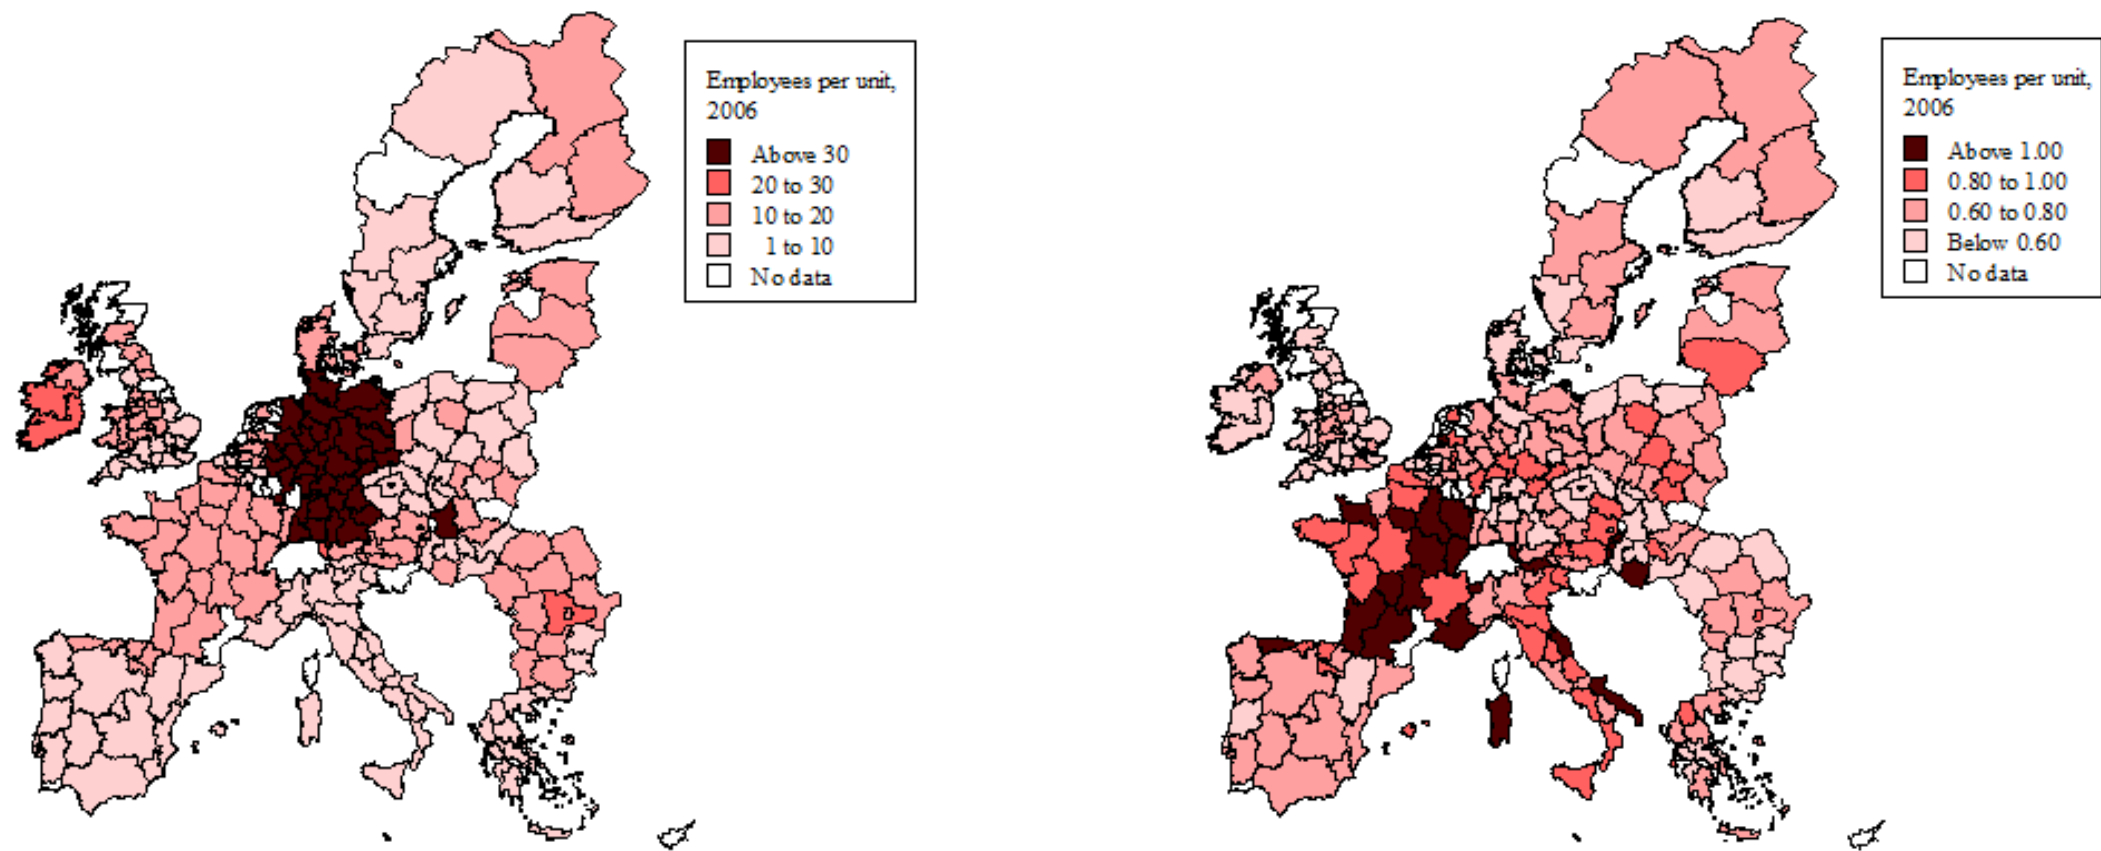 Employees per unit,
2006
Above 30
20 to 30
10 to 20
1 to 10
No data
Employees per unit,
2006
Above 1.00
0.80 to 1.00
0.60 to 0.80
Below 0.60
No data